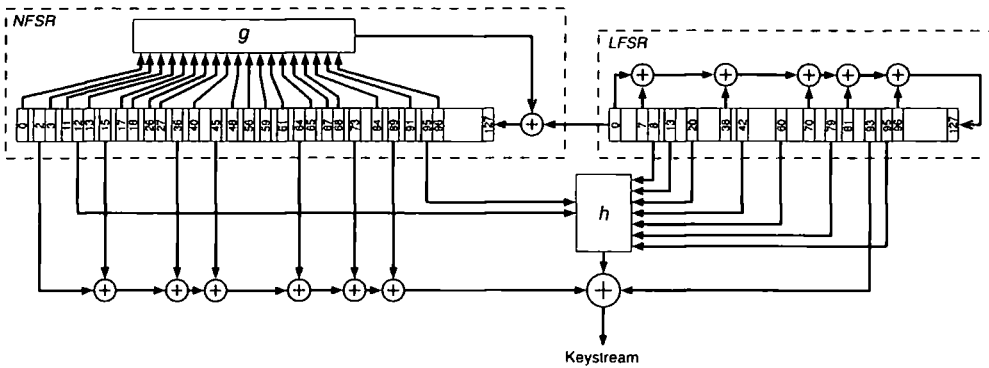 NFSR
g
LFSR
0 2 3 11 12 13 15 17 18 26 27 36 40 45 48 56 59 61 64 65 67 68 73 84 89 91 95 96 127
0 7 8 13 20 38 42 60 70 79 81 93 95 96 127
h
Keystream